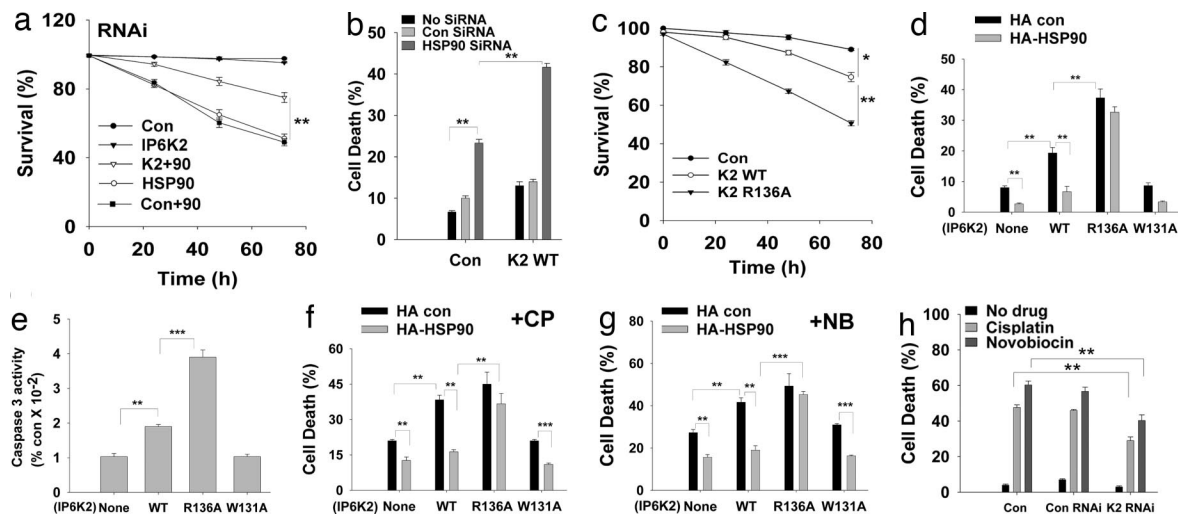 a
RNAi
Survival (%)
120
80
40
0
Con
IP6K2
K2+90
HSP90
Con+90
**
0 20 40 60 80
Time (h)
b
No SiRNA
Con SiRNA
HSP90 SiRNA
Cell Death (%)
60
50
40
30
20
10
0
**
**
Con K2 WT
c
Survival (%)
100
80
60
40
20
0
*
**
Con
K2 WT
K2 R136A
0 20 40 60 80
Time (h)
d
HA con
HA-HSP90
Cell Death (%)
60
50
40
30
20
10
0
**
**
**
**
(IP6K2) None WT R136A W131A
e
Caspase 3 activity
(% con X 10-2)
5
4
3
2
1
0
***
**
(IP6K2) None WT R136A W131A
f
HA con
HA-HSP90
+CP
Cell Death (%)
60
45
30
15
0
**
**
**
**
***
(IP6K2) None WT R136A W131A
g
HA con
HA-HSP90
+NB
Cell Death (%)
80
60
40
20
0
***
**
**
**
***
(IP6K2) None WT R136A W131A
h
No drug
Cisplatin
Novobiocin
Cell Death (%)
80
60
40
20
0
**
**
Con Con RNAi K2 RNAi